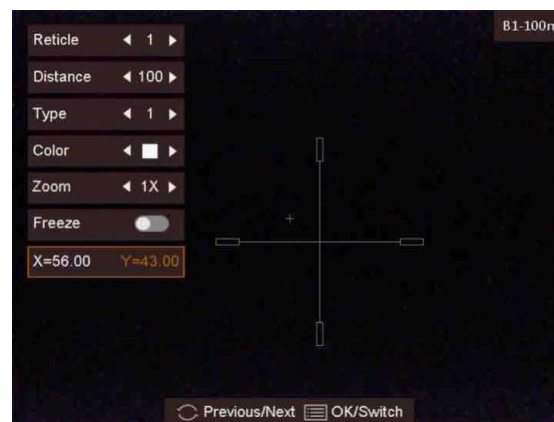 B1-100m
Reticle 1
Distance 100
Type 1
Color
Zoom 1X
Freeze
X=56.00 Y=43.00
Previous/Next OK/Switch